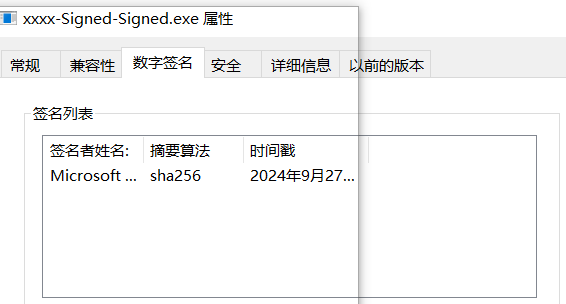 xxxx-Signed-Signed.exe 属性
常规 兼容性 数字签名 安全 详细信息 以前的版本
签名列表
签名者姓名: 摘要算法 时间戳
Microsoft ... sha256 2024年9月27...